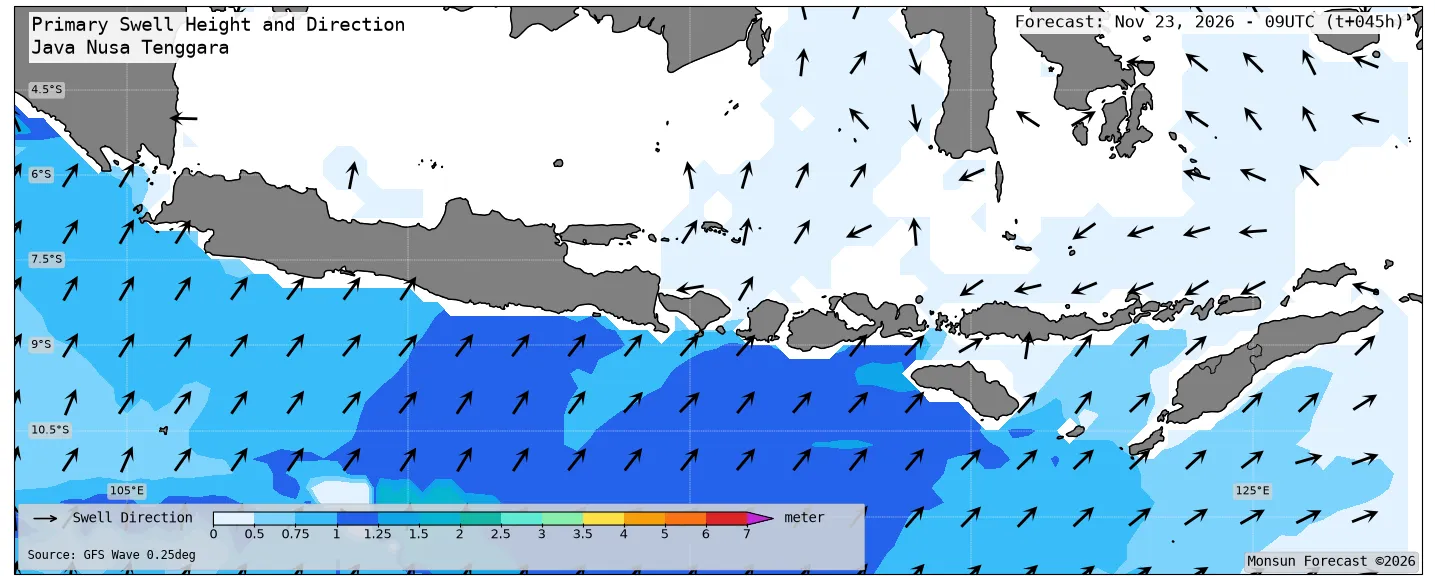 Primary Swell Height and Direction
Java Nusa Tenggara
Forecast: Nov 23, 2026 - 09UTC (t+045h)
4.5°S
6°S
7.5°S
9°S
10.5°S
105°E
125°E
Swell Direction
0 0.5 0.75 1 1.25 1.5 2 2.5 3 3.5 4 5 6 7
meter
Source: GFS Wave 0.25deg
Monsun Forecast ©2026